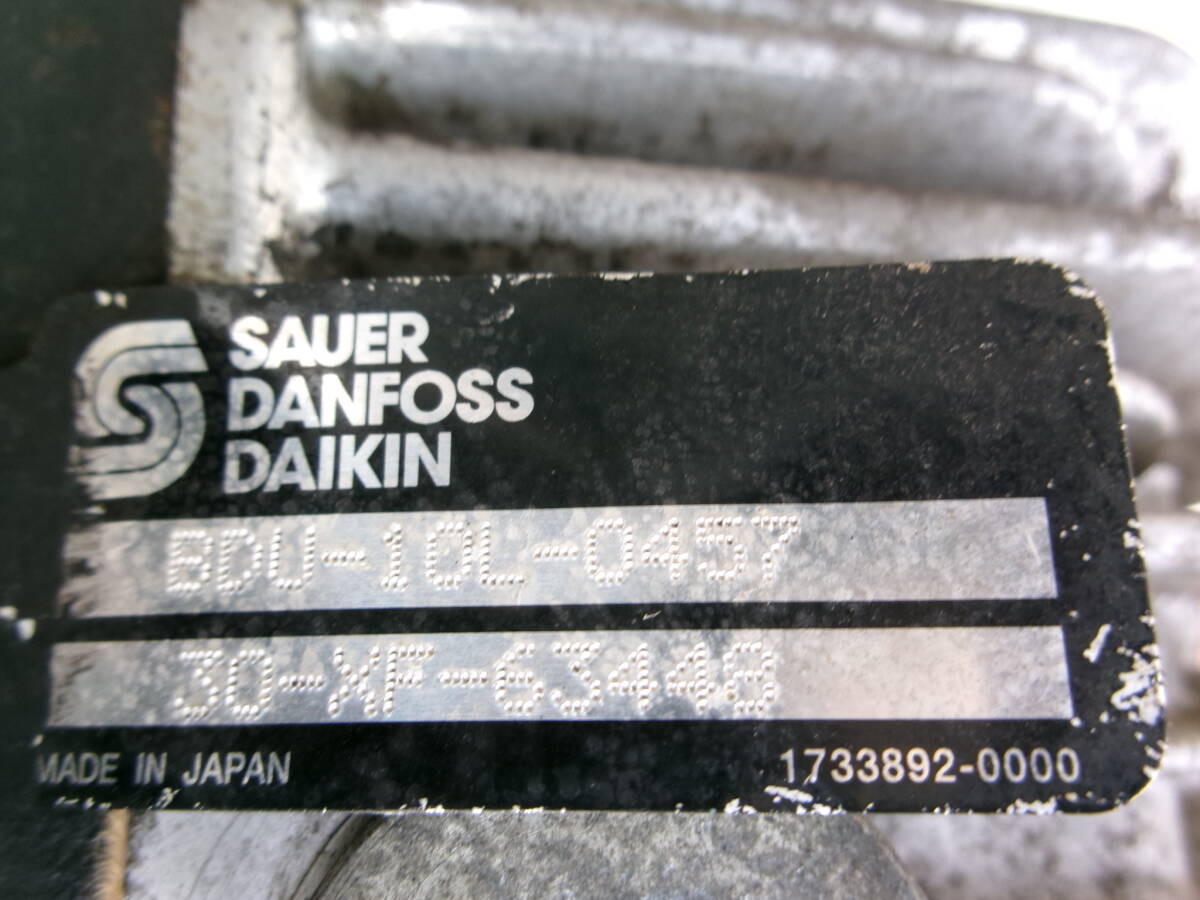 SAUER
DANFOSS
DAIKIN
BDU-10L-0457
30-XF-63448
MADE IN JAPAN
1733892-0000